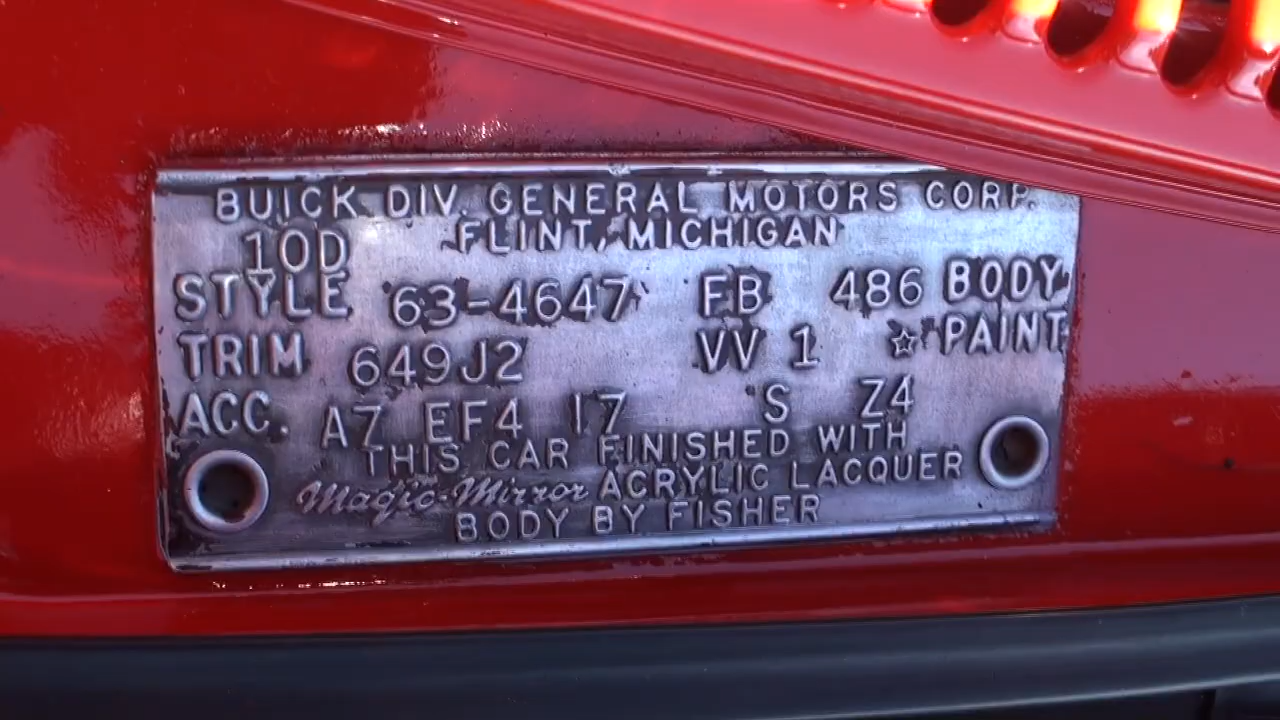 BUICK DIV. GENERAL MOTORS CORP.
FLINT, MICHIGAN
10D
STYLE 63-4647 FB 486 BODY
TRIM 649J2 VV 1 ☆ PAINT
ACC. A7 EF4 I7 S Z4
THIS CAR FINISHED WITH
Magic-Mirror ACRYLIC LACQUER
BODY BY FISHER